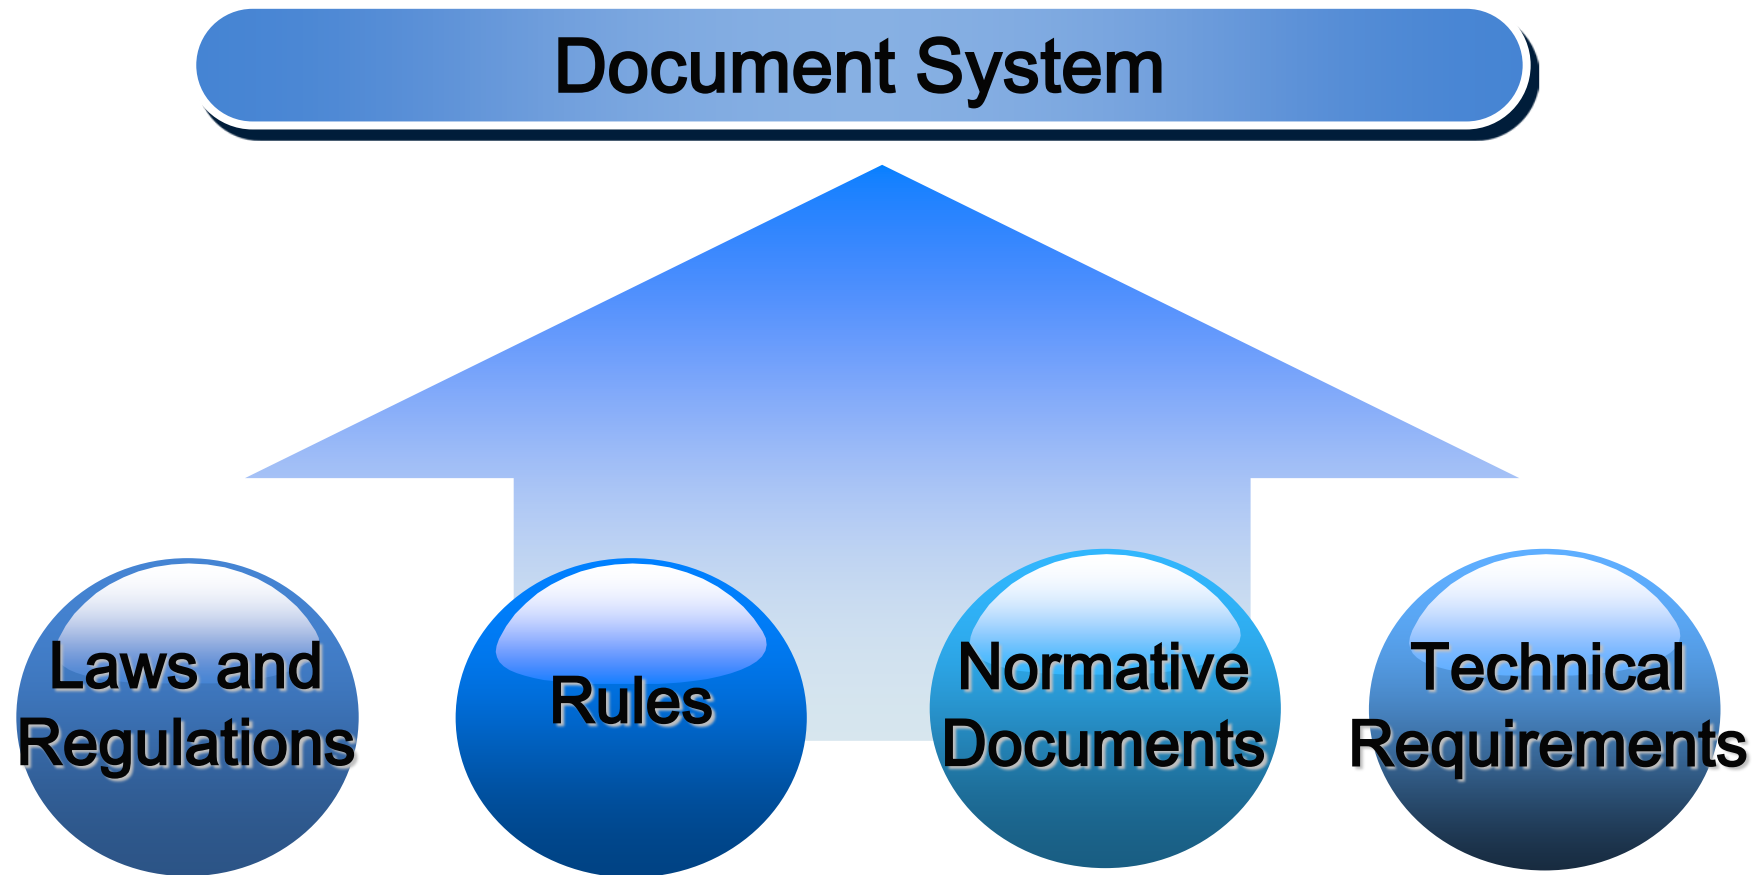 Document System
Laws and
Regulations
Rules
Normative
Documents
Technical
Requirements